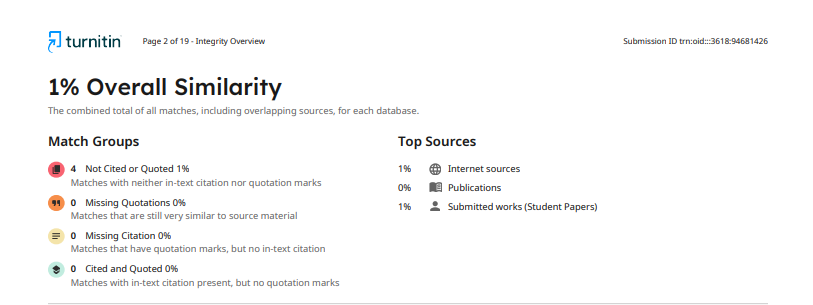 turnitin Page 2 of 19 - Integrity Overview Submission ID trn:oid:::3618:94681426
1% Overall Similarity
The combined total of all matches, including overlapping sources, for each database.
Match Groups
4 Not Cited or Quoted 1%
Matches with neither in-text citation nor quotation marks
0 Missing Quotations 0%
Matches that are still very similar to source material
0 Missing Citation 0%
Matches that have quotation marks, but no in-text citation
0 Cited and Quoted 0%
Matches with in-text citation present, but no quotation marks
Top Sources
1% Internet sources
0% Publications
1% Submitted works (Student Papers)